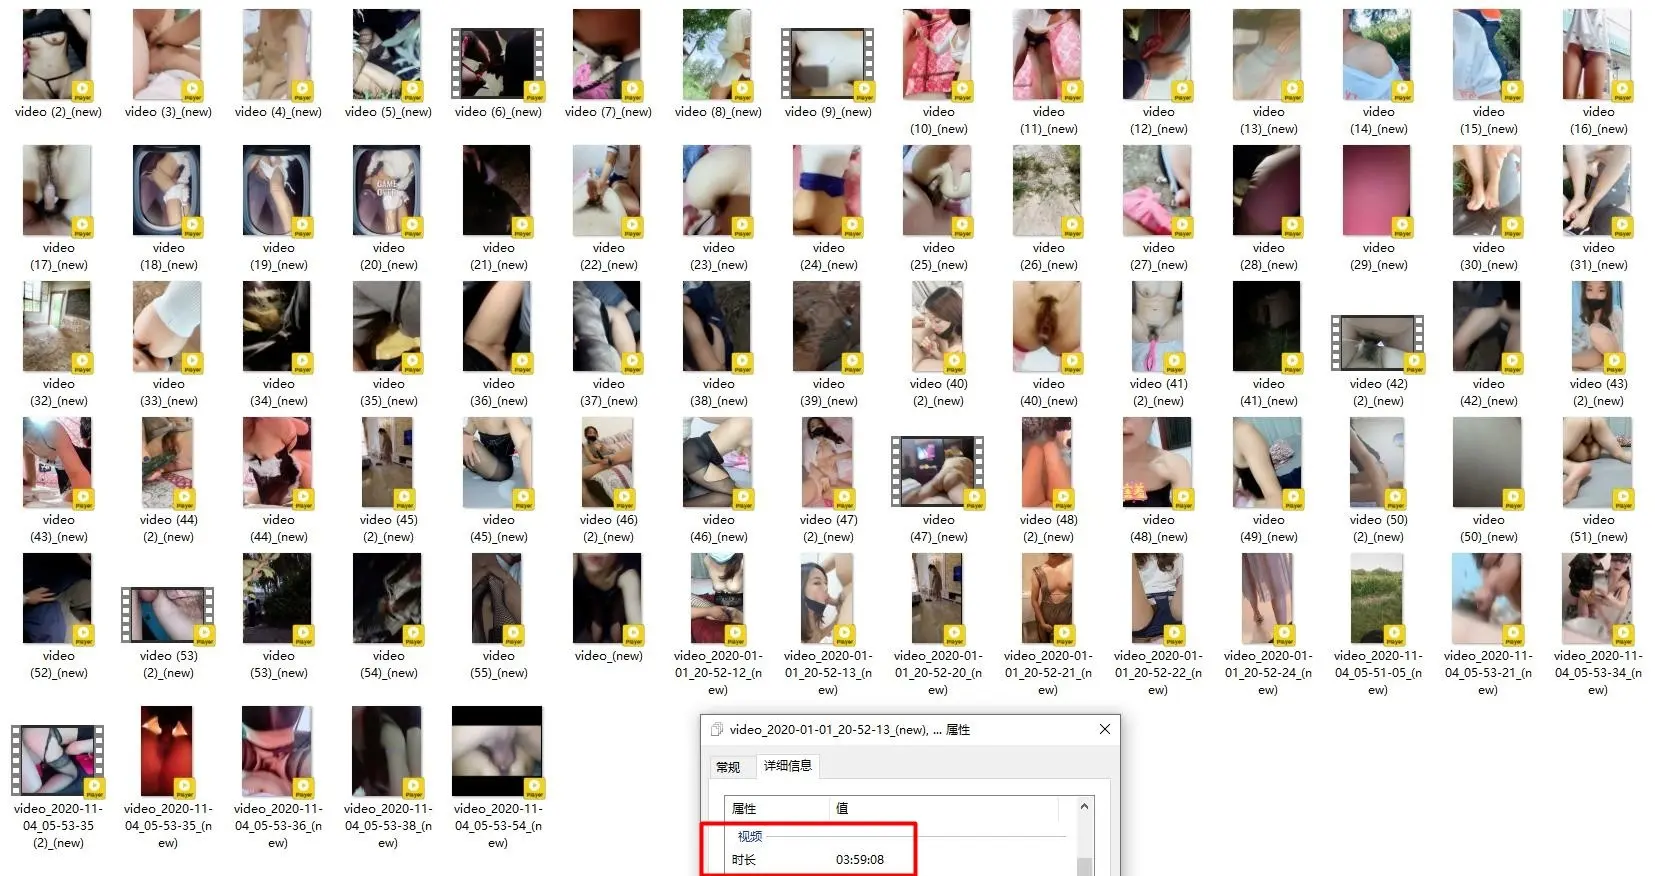 video (2)_(new) video (3)_(new) video (4)_(new) video (5)_(new) video (6)_(new) video (7)_(new) video (8)_(new) video (9)_(new) video video video video video video video
(10)_(new) (11)_(new) (12)_(new) (13)_(new) (14)_(new) (15)_(new) (16)_(new)
GAME
OVER
video video video video video video video video video video video video video video video
(17)_(new) (18)_(new) (19)_(new) (20)_(new) (21)_(new) (22)_(new) (23)_(new) (24)_(new) (25)_(new) (26)_(new) (27)_(new) (28)_(new) (29)_(new) (30)_(new) (31)_(new)
video video video video video video video video video (40) video video (41) video video (42) video video (43)
(32)_(new) (33)_(new) (34)_(new) (35)_(new) (36)_(new) (37)_(new) (38)_(new) (39)_(new) (2)_(new) (40)_(new) (2)_(new) (41)_(new) (2)_(new) (42)_(new) (2)_(new)
video video (44) video video (45) video video (46) video video (47) video video (48) video video video (50) video video
(43)_(new) (2)_(new) (44)_(new) (2)_(new) (45)_(new) (2)_(new) (46)_(new) (2)_(new) (47)_(new) (2)_(new) (48)_(new) (49)_(new) (2)_(new) (50)_(new) (51)_(new)
video video (53) video video video video_(new) video_2020-01- video_2020-01- video_2020-01- video_2020-01- video_2020-01- video_2020-01- video_2020-11- video_2020-11- video_2020-11-
(52)_(new) (2)_(new) (53)_(new) (54)_(new) (55)_(new) 01_20-52-12_(n 01_20-52-13_(n 01_20-52-20_(n 01_20-52-21_(n 01_20-52-22_(n 01_20-52-24_(n 04_05-51-05_(n 04_05-53-21_(n 04_05-53-34_(n
ew) ew) ew) ew) ew) ew) ew) ew) ew)
video_2020-11- video_2020-11- video_2020-11- video_2020-11- video_2020-11-
04_05-53-35 04_05-53-35_(n 04_05-53-36_(n 04_05-53-38_(n 04_05-53-54_(n
(2)_(new) ew) ew) ew) ew)
video_2020-01-01_20-52-13_(new), ... 属性
常规 详细信息
属性 值
视频
时长 03:59:08